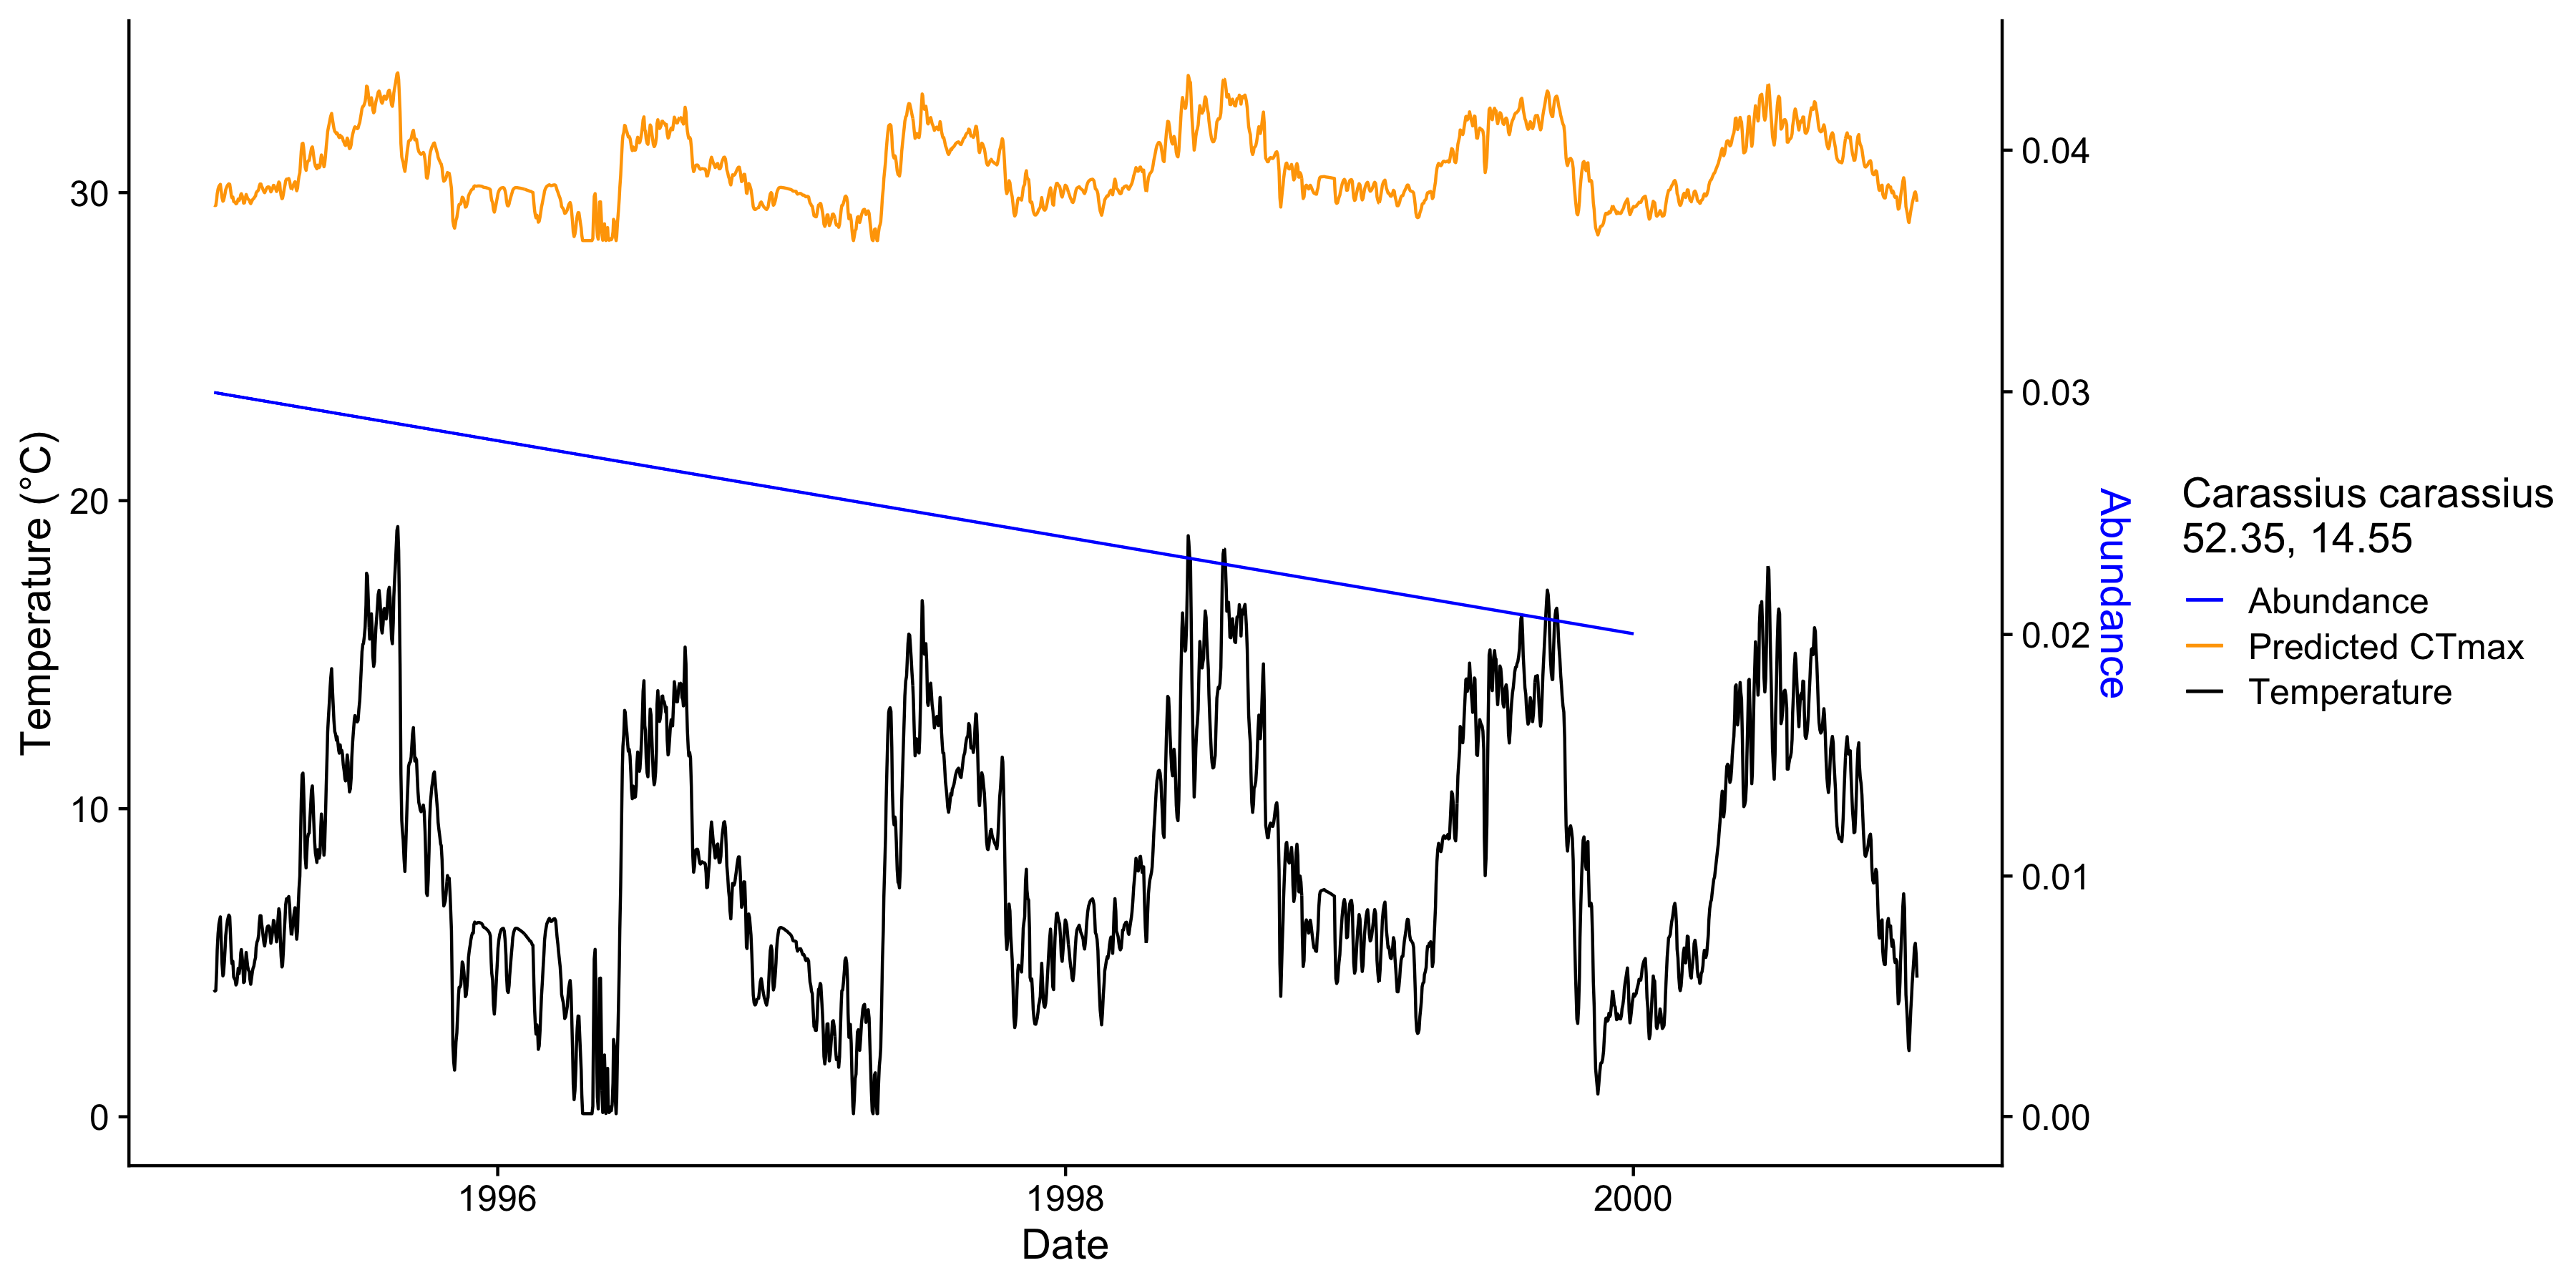 Temperature (°C)
30
20
10
0
1996
1998
2000
Date
0.04
0.03
0.02
0.01
0.00
Abundance
Carassius carassius
52.35, 14.55
Abundance
Predicted CTmax
Temperature